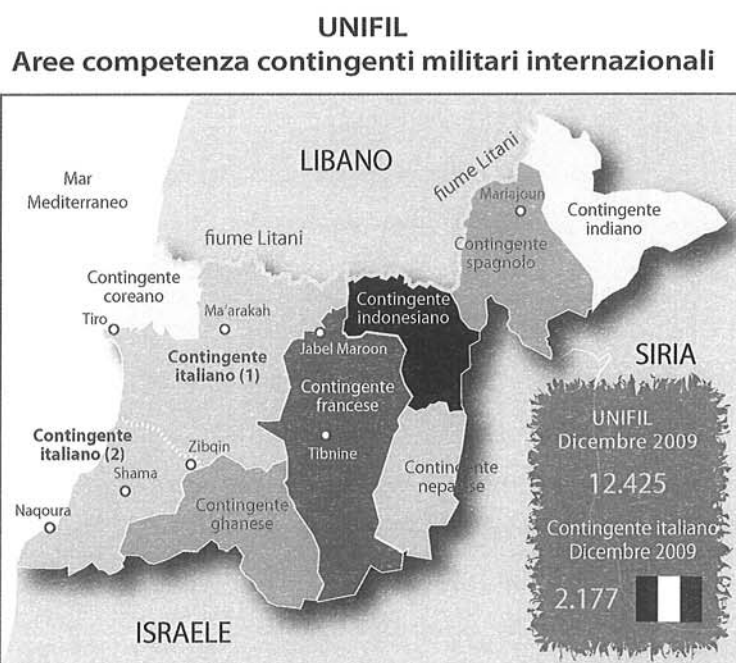 UNIFIL
Aree competenza contingenti militari internazionali
LIBANO
fiume Litani
Mar
Mediterraneo
Mariajoun
Contingente
indiano
fiume Litani
Contingente
spagnolo
Contingente
coreano
Tiro
Ma'arakah
Contingente
indonesiano
Jabel Maroon
Contingente
italiano (1)
SIRIA
Contingente
francese
Contingente
italiano (2)
Zibqin
Tibnine
Shama
Contingente
nepalese
Naqoura
Contingente
ghanese
ISRAELE
UNIFIL
Dicembre 2009
12.425
Contingente italiano
Dicembre 2009
2.177